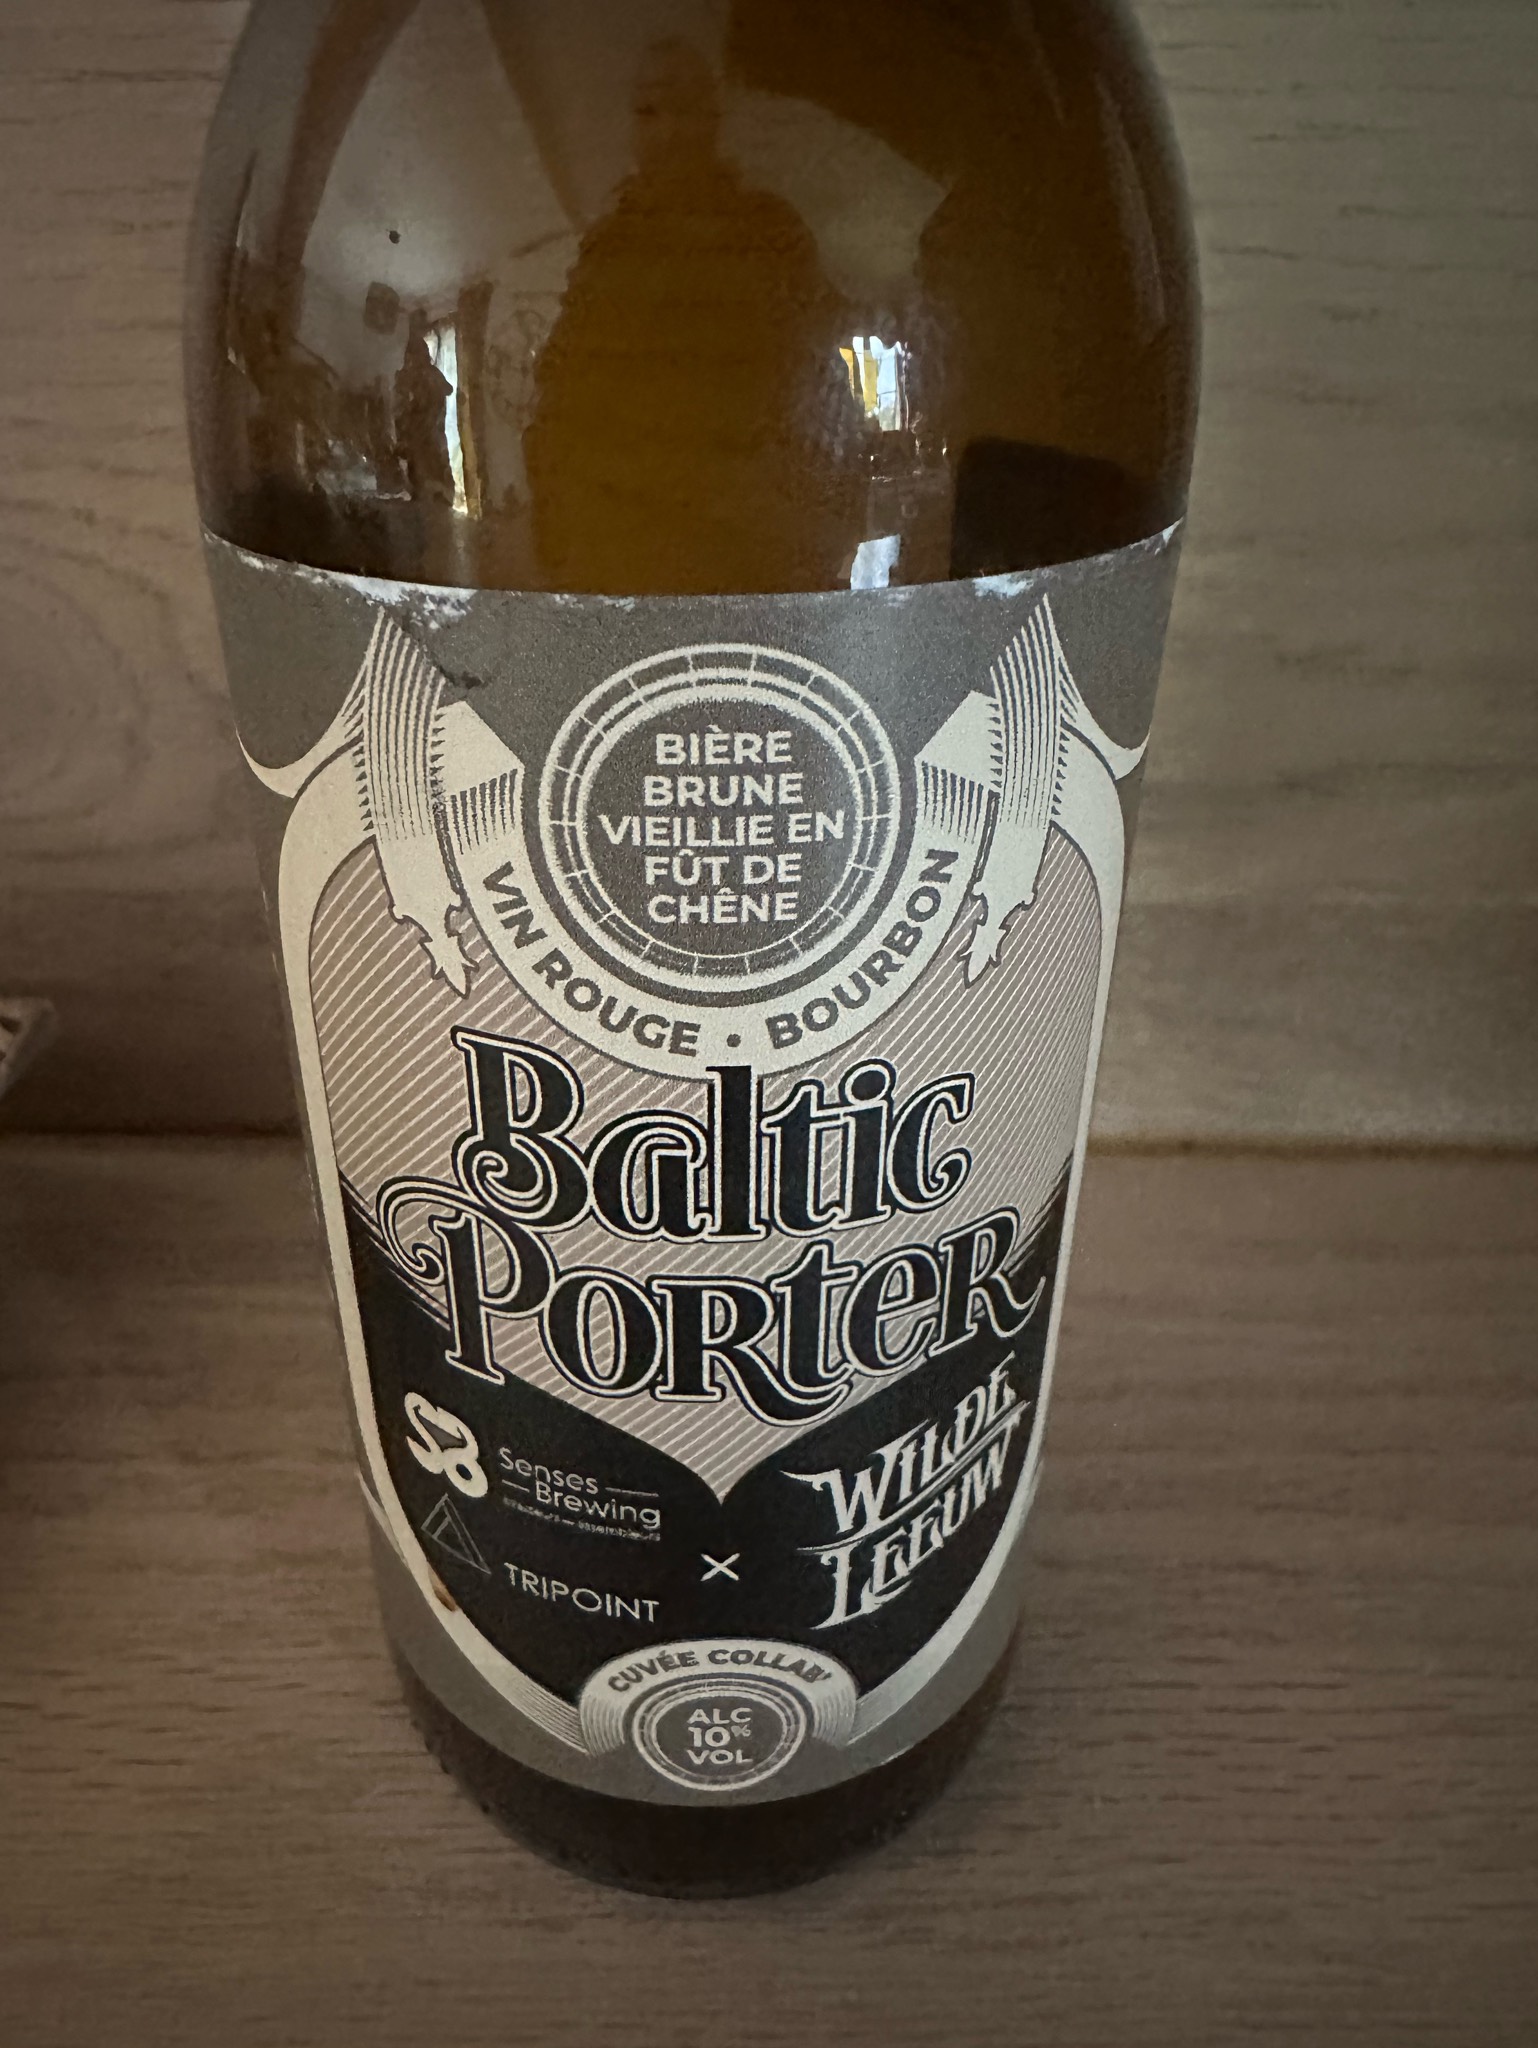 BIÈRE
BRUNE
VIEILLIE EN
FÛT DE
CHÊNE
VIN ROUGE • BOURBON
Baltic
PORteR
SB
Senses
Brewing
TRIPOINT
X
WILDE
LEEUW
CUVÉE COLLAB'
ALC
10%
VOL